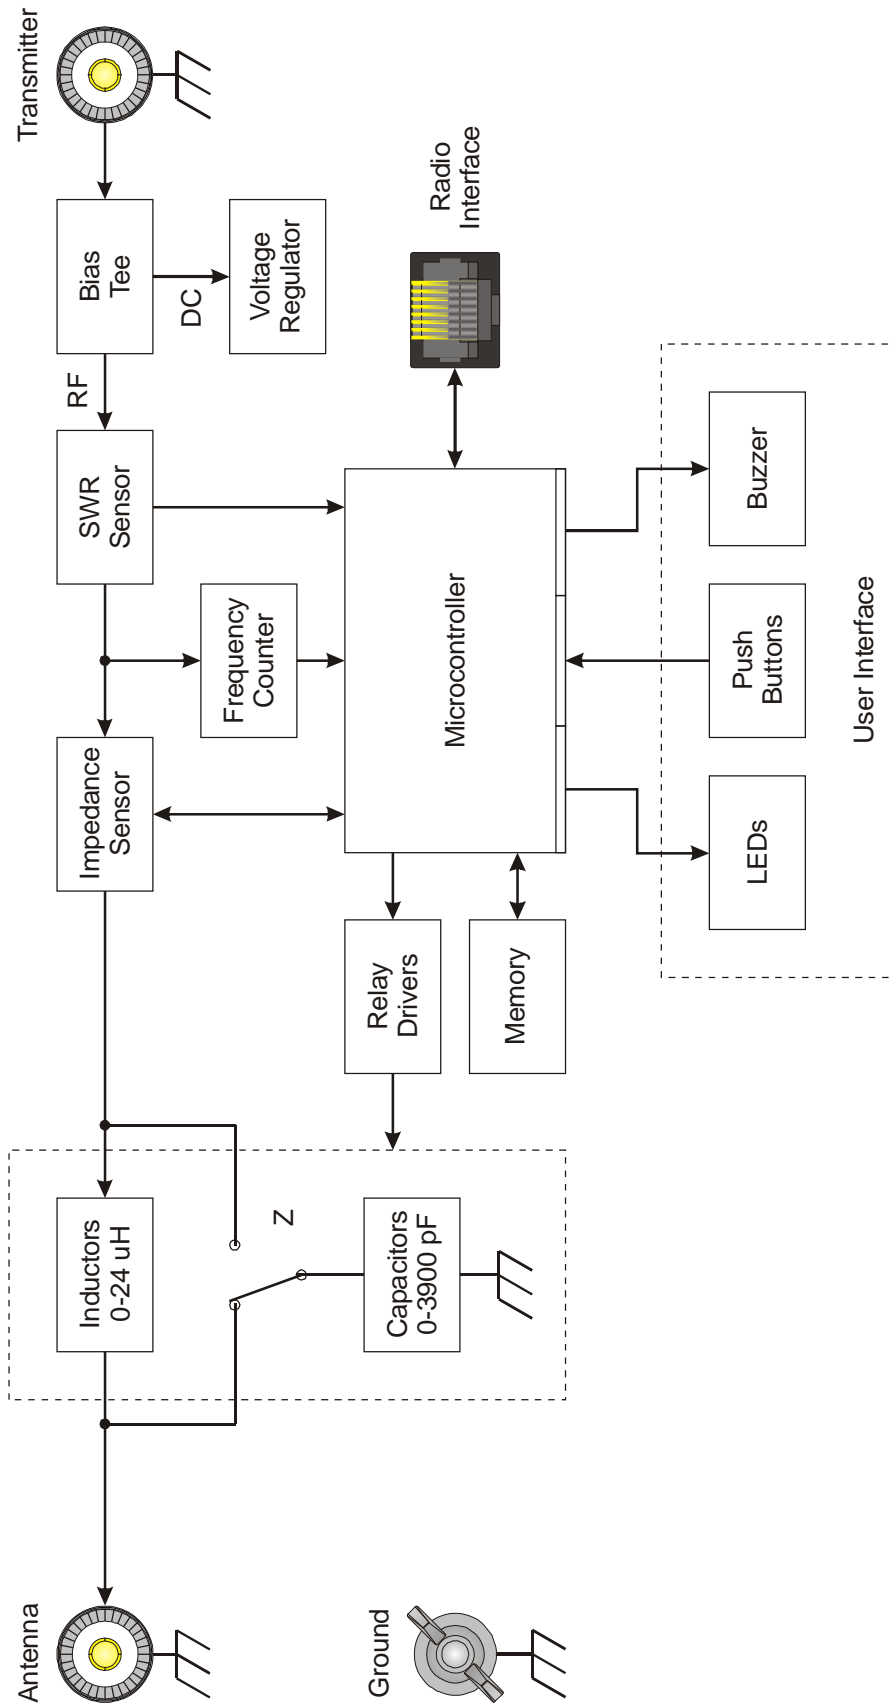 Transmitter
Bias
Tee
DC
Voltage
Regulator
RF
SWR
Sensor
Frequency
Counter
Impedance
Sensor
Radio
Interface
Microcontroller
Relay
Drivers
Memory
Buzzer
Push
Buttons
LEDs
User Interface
Inductors
0-24 uH
Z
Capacitors
0-3900 pF
Antenna
Ground